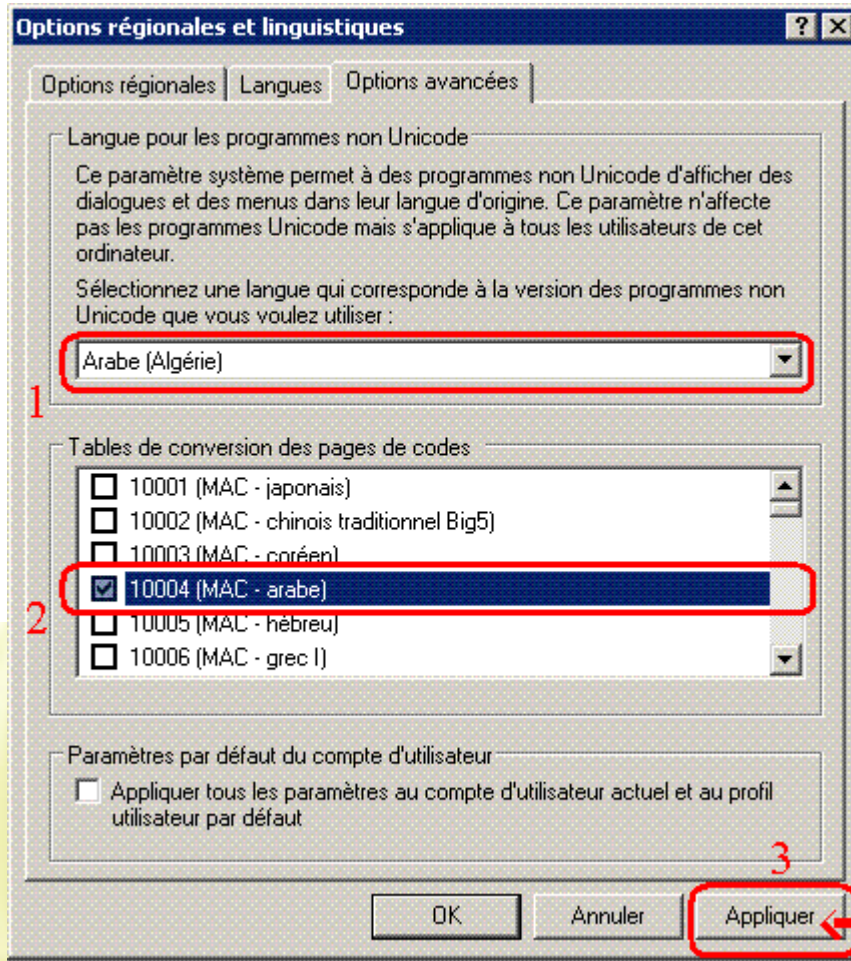 Options régionales et linguistiques
Options régionales Langues Options avancées
Langue pour les programmes non Unicode
Ce paramètre système permet à des programmes non Unicode d'afficher des
dialogues et des menus dans leur langue d'origine. Ce paramètre n'affecte
pas les programmes Unicode mais s'applique à tous les utilisateurs de cet
ordinateur.
Sélectionnez une langue qui corresponde à la version des programmes non
Unicode que vous voulez utiliser :
Arabe (Algérie)
1
Tables de conversion des pages de codes
10001 (MAC - japonais)
10002 (MAC - chinois traditionnel Big5)
10003 (MAC - coréen)
10004 (MAC - arabe)
2
10005 (MAC - hébreu)
10006 (MAC - grec I)
Paramètres par défaut du compte d'utilisateur
Appliquer tous les paramètres au compte d'utilisateur actuel et au profil
utilisateur par défaut
3
OK Annuler Appliquer